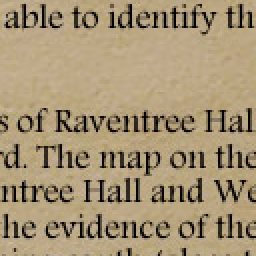 able to identify th
s of Raventree Hal
rd. The map on the
ntree Hall and We
he evidence of the